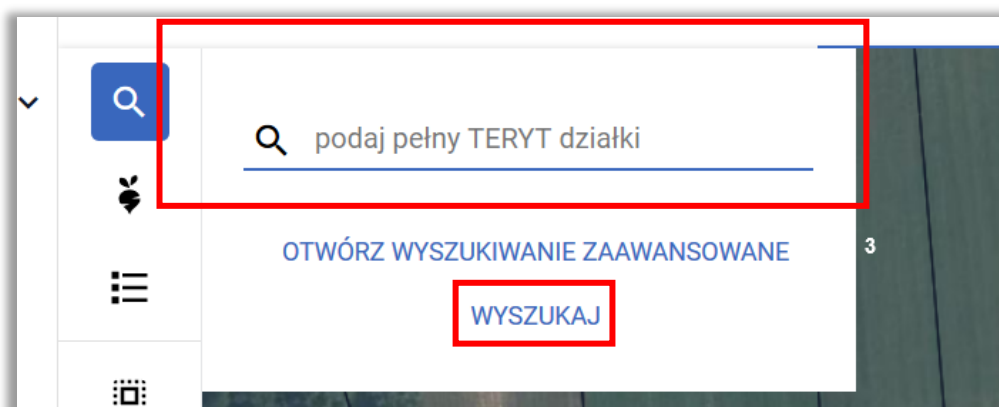 podaj pełny TERYT działki
OTWÓRZ WYSZUKIWANIE ZAAWANSOWANE
3
WYSZUKAJ